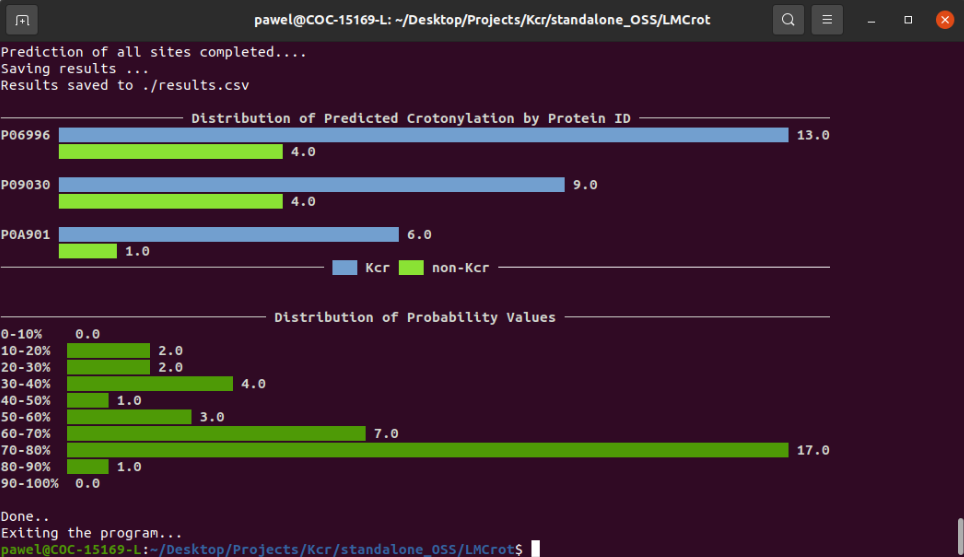 pawel@COC-15169-L: ~/Desktop/Projects/Kcr/standalone_OSS/LMCrot
Prediction of all sites completed....
Saving results ...
Results saved to ./results.csv
Distribution of Predicted Crotonylation by Protein ID
P06996 13.0
4.0
P09030 9.0
4.0
P0A901 6.0
1.0
Kcr non-Kcr
Distribution of Probability Values
0-10% 0.0
10-20% 2.0
20-30% 2.0
30-40% 4.0
40-50% 1.0
50-60% 3.0
60-70% 7.0
70-80% 17.0
80-90% 1.0
90-100% 0.0
Done..
Exiting the program...
pawel@COC-15169-L:~/Desktop/Projects/Kcr/standalone_OSS/LMCrot$